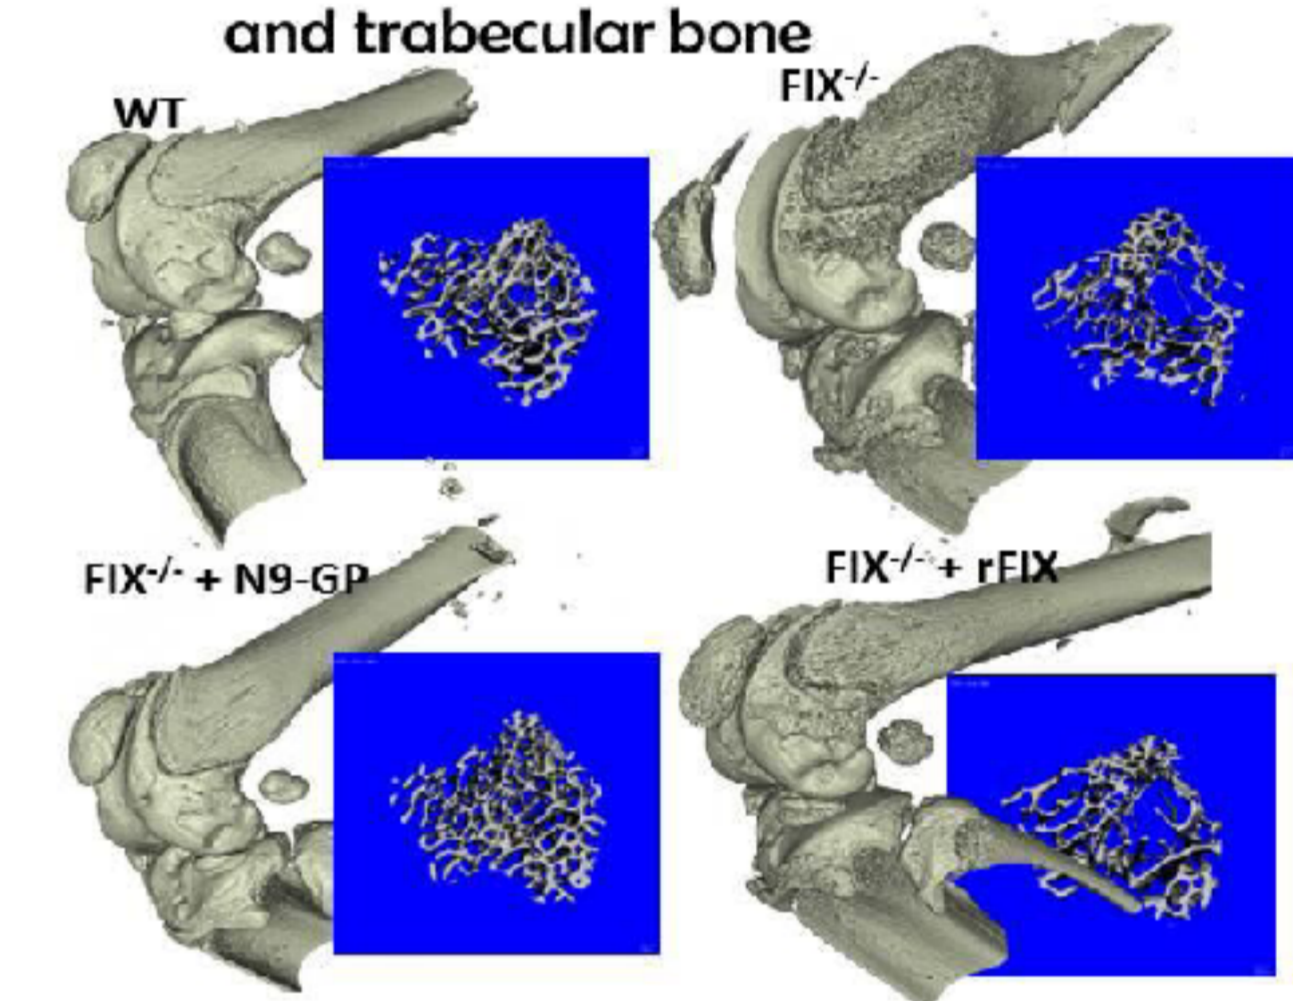 and trabecular bone
WT
FIX-/-
FIX-/- + N9-GP
FIX-/- + rFIX